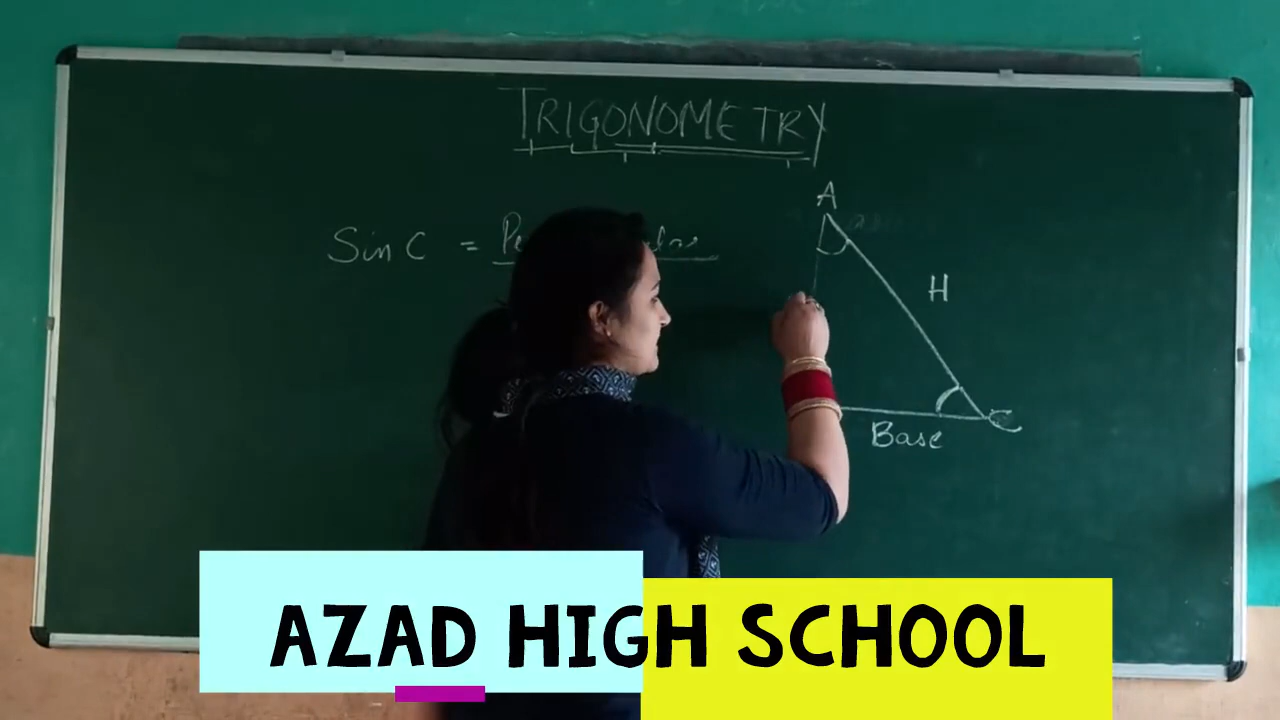 TRIGONOMETRY
A
Sin C =
H
Base
C
AZAD HIGH SCHOOL